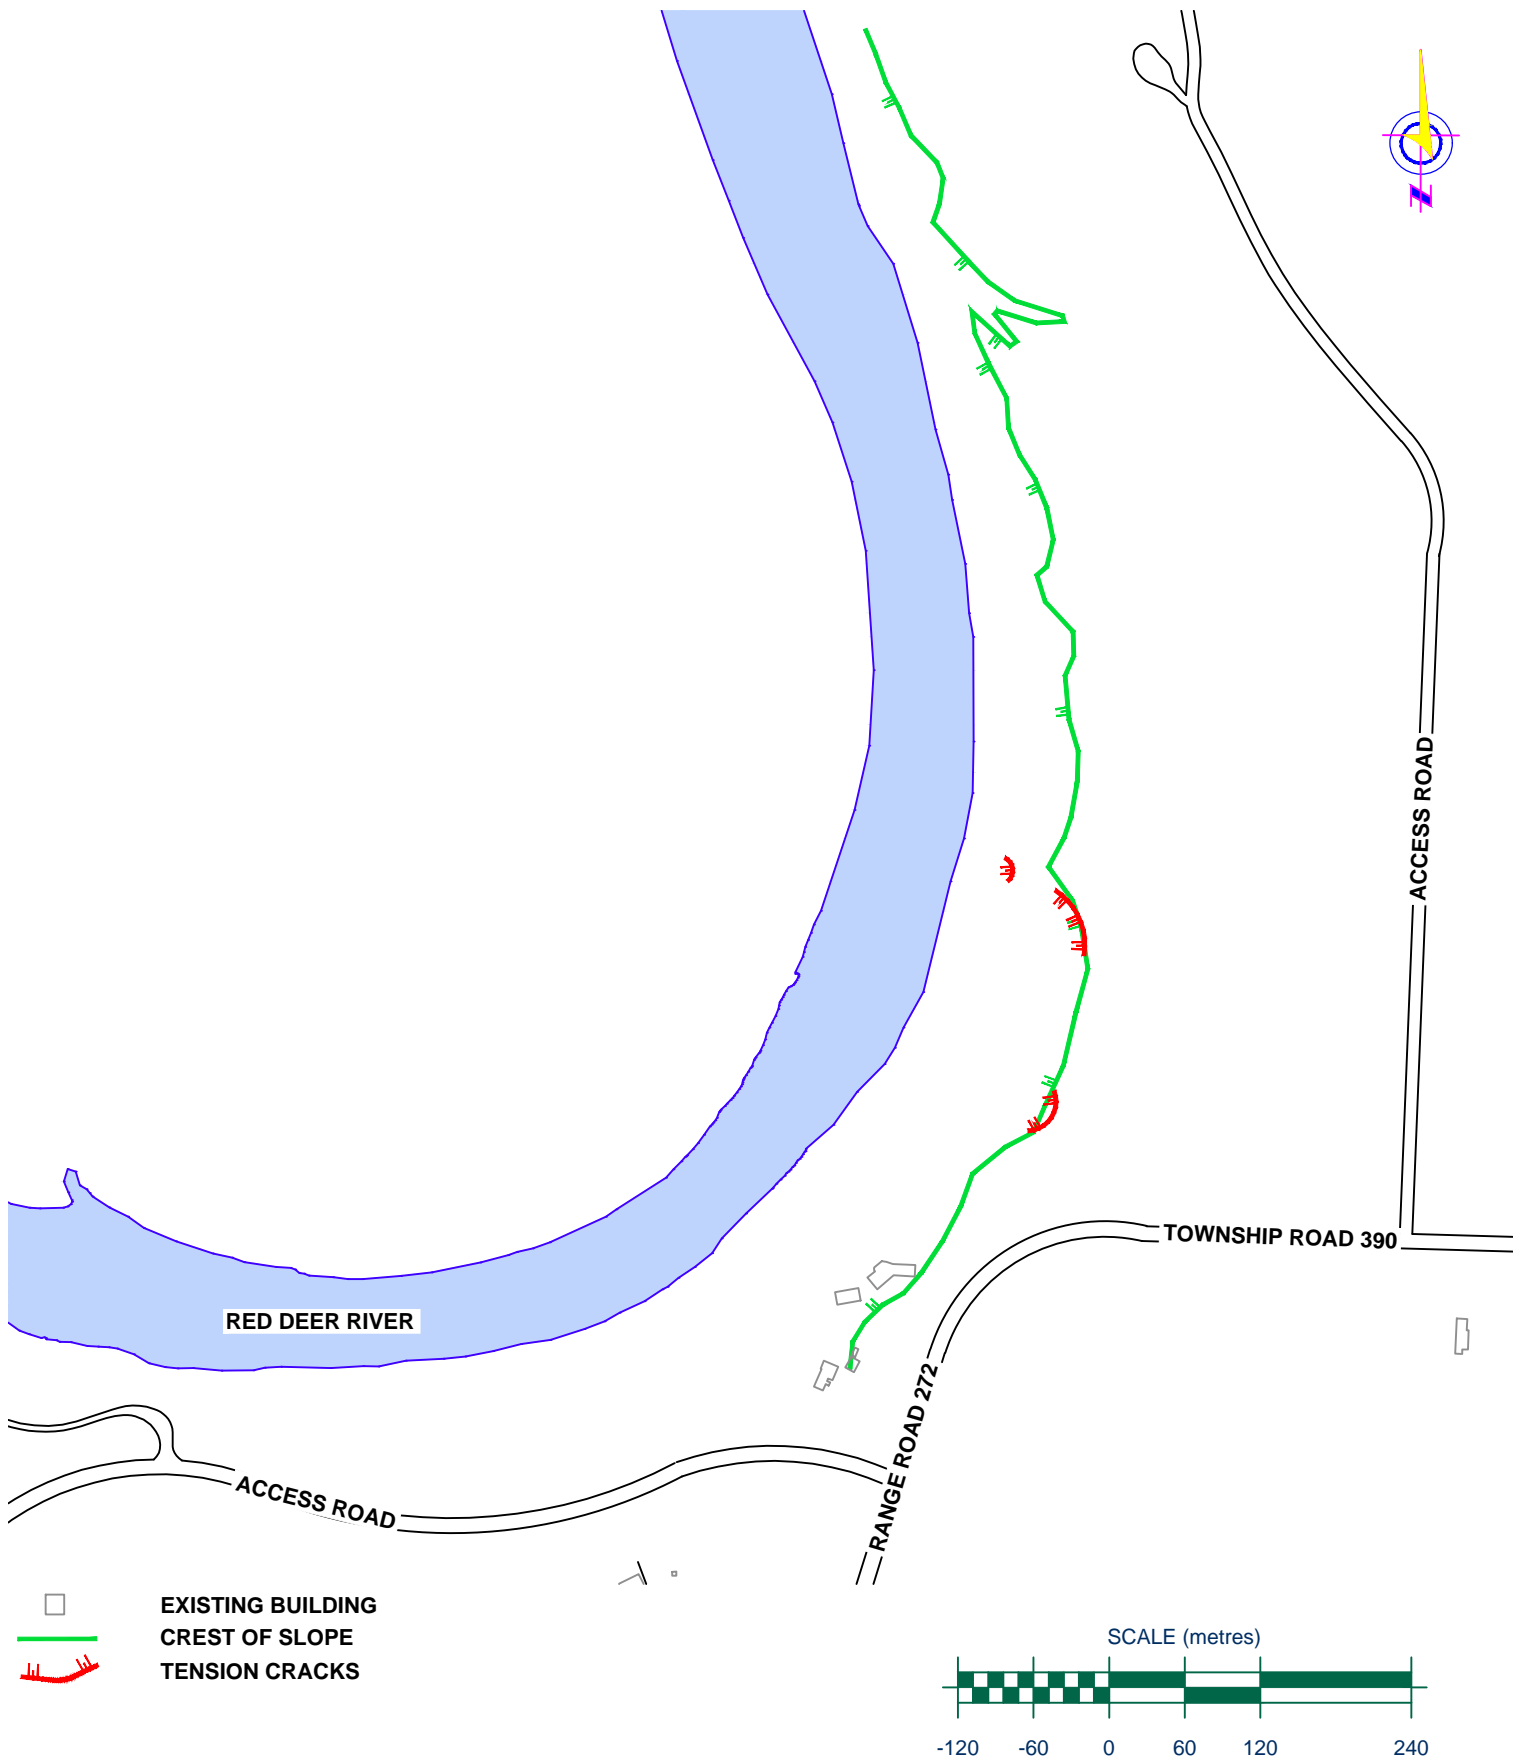 N
ACCESS ROAD
TOWNSHIP ROAD 390
RED DEER RIVER
RANGE ROAD 272
ACCESS ROAD
EXISTING BUILDING
CREST OF SLOPE
TENSION CRACKS
SCALE (metres)
-120 -60 0 60 120 240